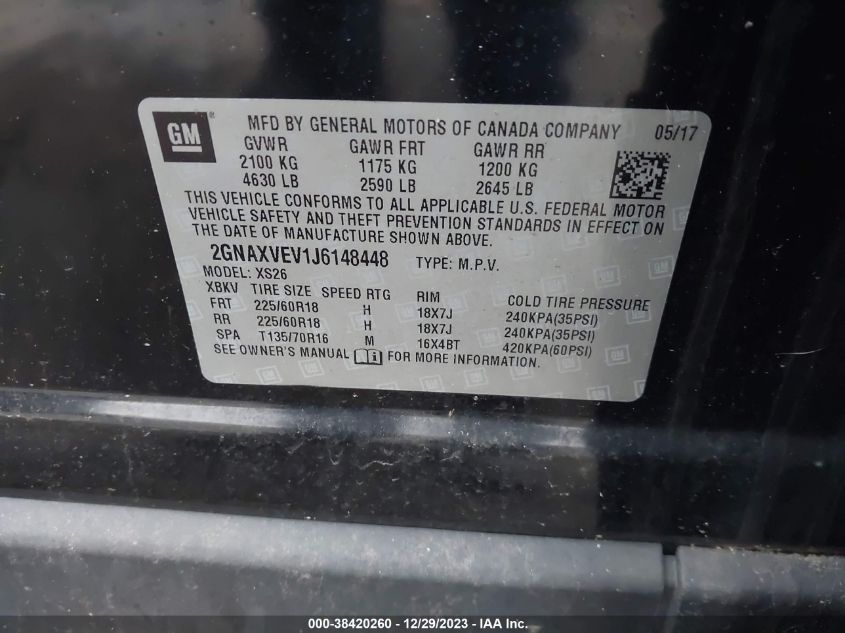 GM ®
MFD BY GENERAL MOTORS OF CANADA COMPANY 05/17
GVWR GAWR FRT GAWR RR
2100 KG 1175 KG 1200 KG
4630 LB 2590 LB 2645 LB
THIS VEHICLE CONFORMS TO ALL APPLICABLE U.S. FEDERAL MOTOR
VEHICLE SAFETY AND THEFT PREVENTION STANDARDS IN EFFECT ON
THE DATE OF MANUFACTURE SHOWN ABOVE.
2GNAXVEV1J6148448 TYPE: M.P.V.
MODEL: XS26
XBKV TIRE SIZE SPEED RTG RIM COLD TIRE PRESSURE
FRT 225/60R18 H 18X7J 240KPA(35PSI)
RR 225/60R18 H 18X7J 240KPA(35PSI)
SPA T135/70R16 M 16X4BT 420KPA(60PSI)
SEE OWNER'S MANUAL FOR MORE INFORMATION.
000-38420260 - 12/29/2023 - WWW.IAAI.COM